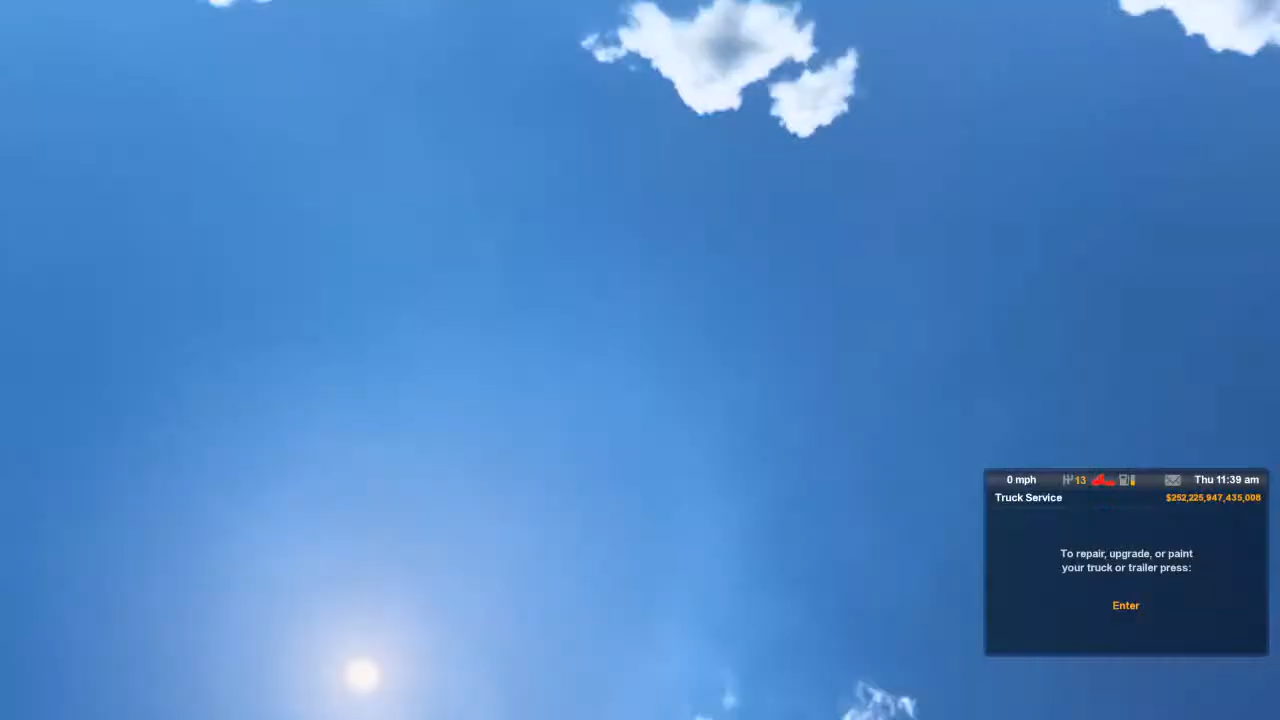 0 mph 13 Thu 11:39 am
Truck Service $252,225,947,435,008
To repair, upgrade, or paint
your truck or trailer press:
Enter